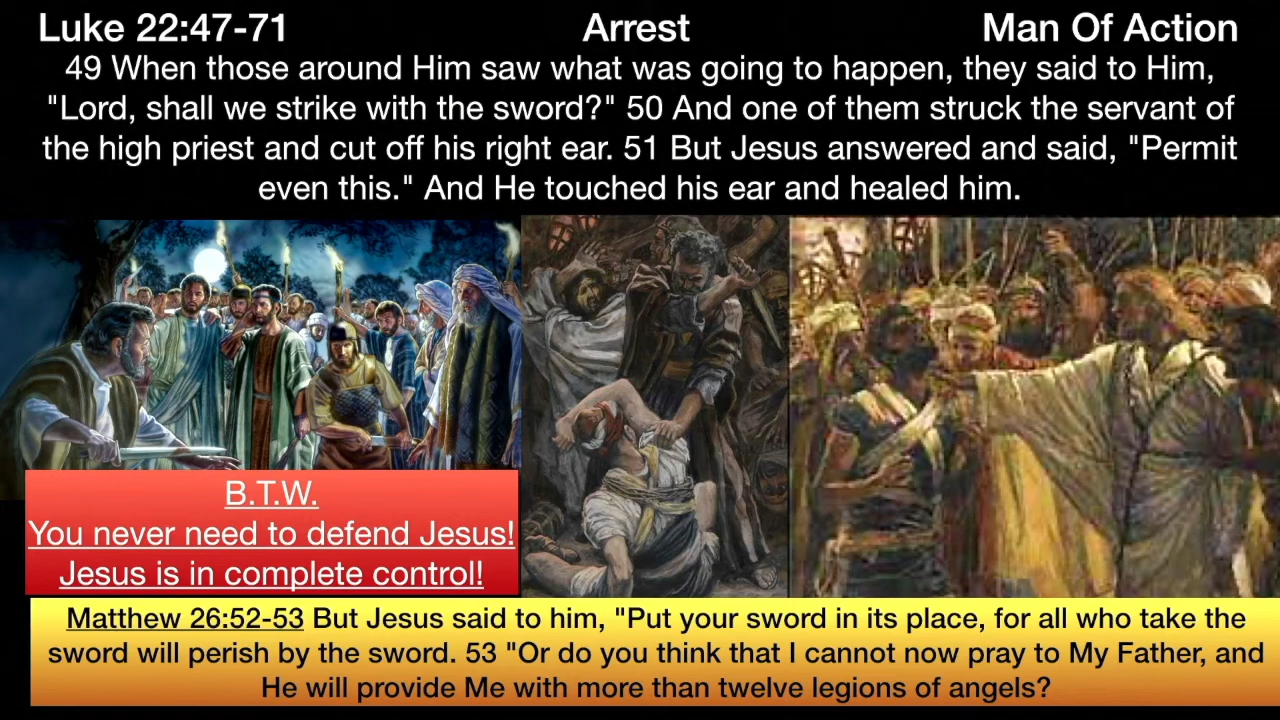 Luke 22:47-71 Arrest Man Of Action
49 When those around Him saw what was going to happen, they said to Him,
"Lord, shall we strike with the sword?" 50 And one of them struck the servant of
the high priest and cut off his right ear. 51 But Jesus answered and said, "Permit
even this." And He touched his ear and healed him.
B.T.W.
You never need to defend Jesus!
Jesus is in complete control!
Matthew 26:52-53 But Jesus said to him, "Put your sword in its place, for all who take the
sword will perish by the sword. 53 "Or do you think that I cannot now pray to My Father, and
He will provide Me with more than twelve legions of angels?